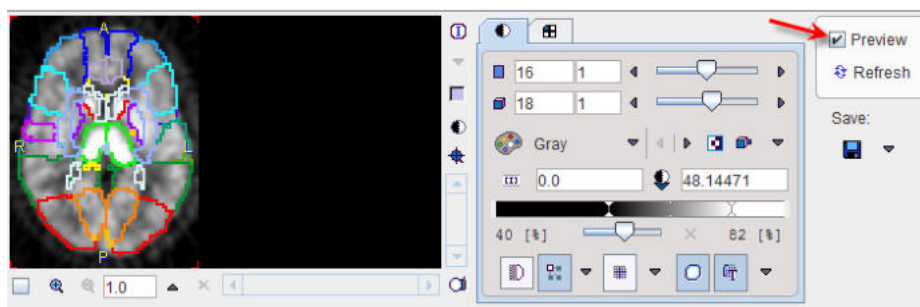 A
R
L
P
1.0
16 1
18 1
Gray
0.0 48.14471
40 [%] 82 [%]
Preview
Refresh
Save: